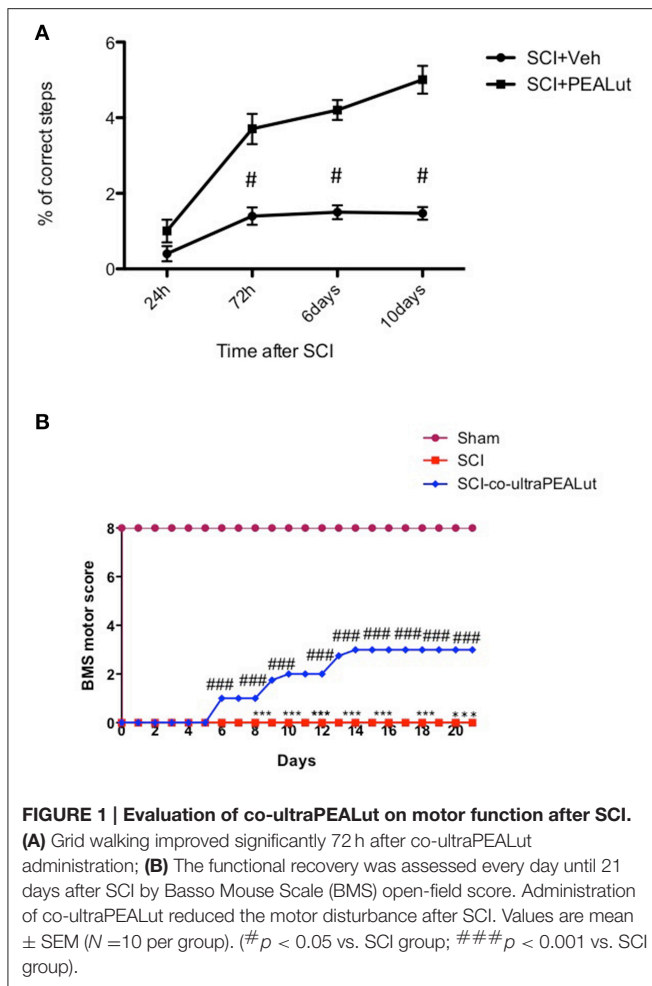 A
6
4
2
0
% of correct steps
# # #
24h 72h 6days 10days
Time after SCI
SCI+Veh
SCI+PEALut
B
Sham
SCI
SCI-co-ultraPEALut
8
6
4
2
0
BMS motor score
### ### ### ### ### ### ### ### ###
*** *** *** *** *** *** ***
0 2 4 6 8 10 12 14 16 18 20
Days
FIGURE 1 | Evaluation of co-ultraPEALut on motor function after SCI.
(A) Grid walking improved significantly 72 h after co-ultraPEALut
administration; (B) The functional recovery was assessed every day until 21
days after SCI by Basso Mouse Scale (BMS) open-field score. Administration
of co-ultraPEALut reduced the motor disturbance after SCI. Values are mean
± SEM (N =10 per group). (#p < 0.05 vs. SCI group; ###p < 0.001 vs. SCI
group).